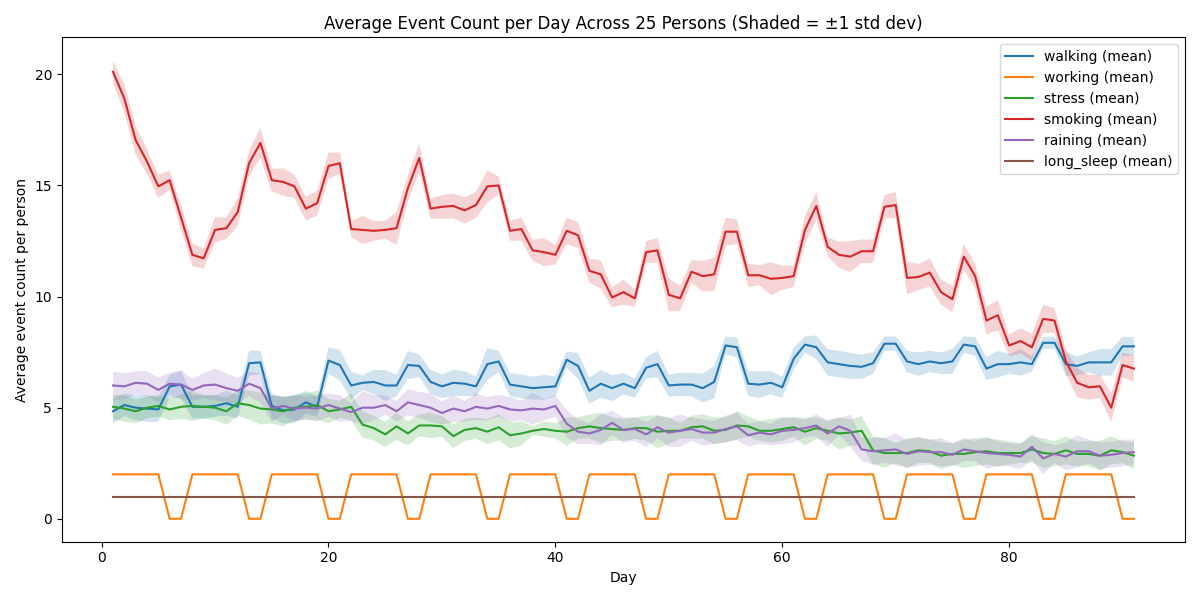 Average Event Count per Day Across 25 Persons (Shaded = ±1 std dev)
Average event count per person
20
15
10
5
0
walking (mean)
working (mean)
stress (mean)
smoking (mean)
raining (mean)
long_sleep (mean)
0 20 40 60 80
Day